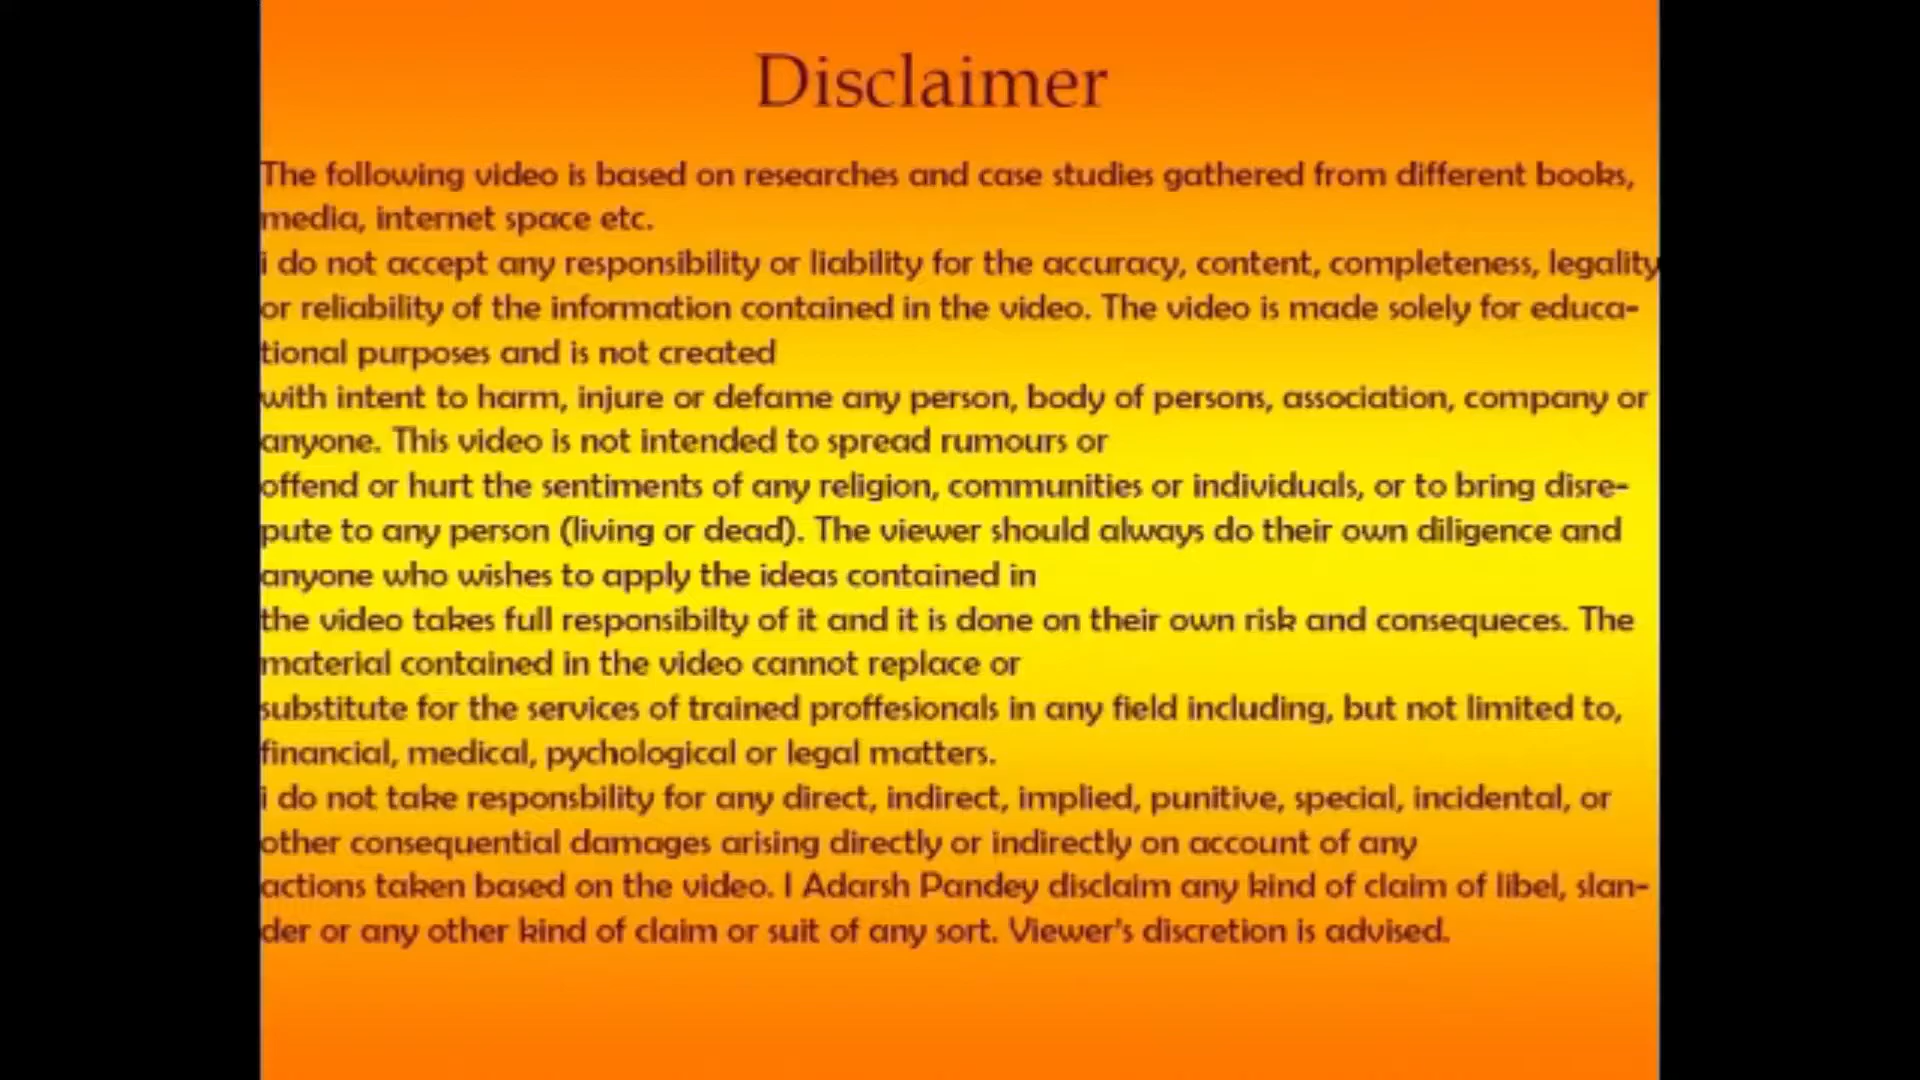 Disclaimer
The following video is based on researches and case studies gathered from different books,
media, internet space etc.
i do not accept any responsibility or liability for the accuracy, content, completeness, legality
or reliability of the information contained in the video. The video is made solely for educa-
tional purposes and is not created
with intent to harm, injure or defame any person, body of persons, association, company or
anyone. This video is not intended to spread rumours or
offend or hurt the sentiments of any religion, communities or individuals, or to bring disre-
pute to any person (living or dead). The viewer should always do their own diligence and
anyone who wishes to apply the ideas contained in
the video takes full responsibilty of it and it is done on their own risk and consequeces. The
material contained in the video cannot replace or
substitute for the services of trained proffesionals in any field including, but not limited to,
financial, medical, pychological or legal matters.
i do not take responsbility for any direct, indirect, implied, punitive, special, incidental, or
other consequential damages arising directly or indirectly on account of any
actions taken based on the video. I Adarsh Pandey disclaim any kind of claim of libel, slan-
der or any other kind of claim or suit of any sort. Viewer's discretion is advised.